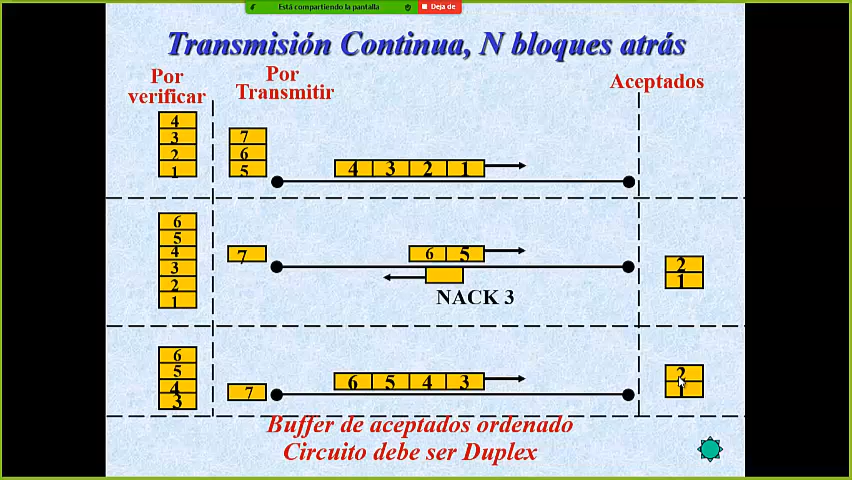 Está compartiendo la pantalla
Deja de
Transmisión Continua, N bloques atrás
Por
verificar
Por
Transmitir
Aceptados
4
3
2
1
7
6
5
4 3 2 1
6
5
4
3
2
1
7
6 5
NACK 3
2
1
6
5
4
3
7
6 5 4 3
2
1
Buffer de aceptados ordenado
Circuito debe ser Duplex